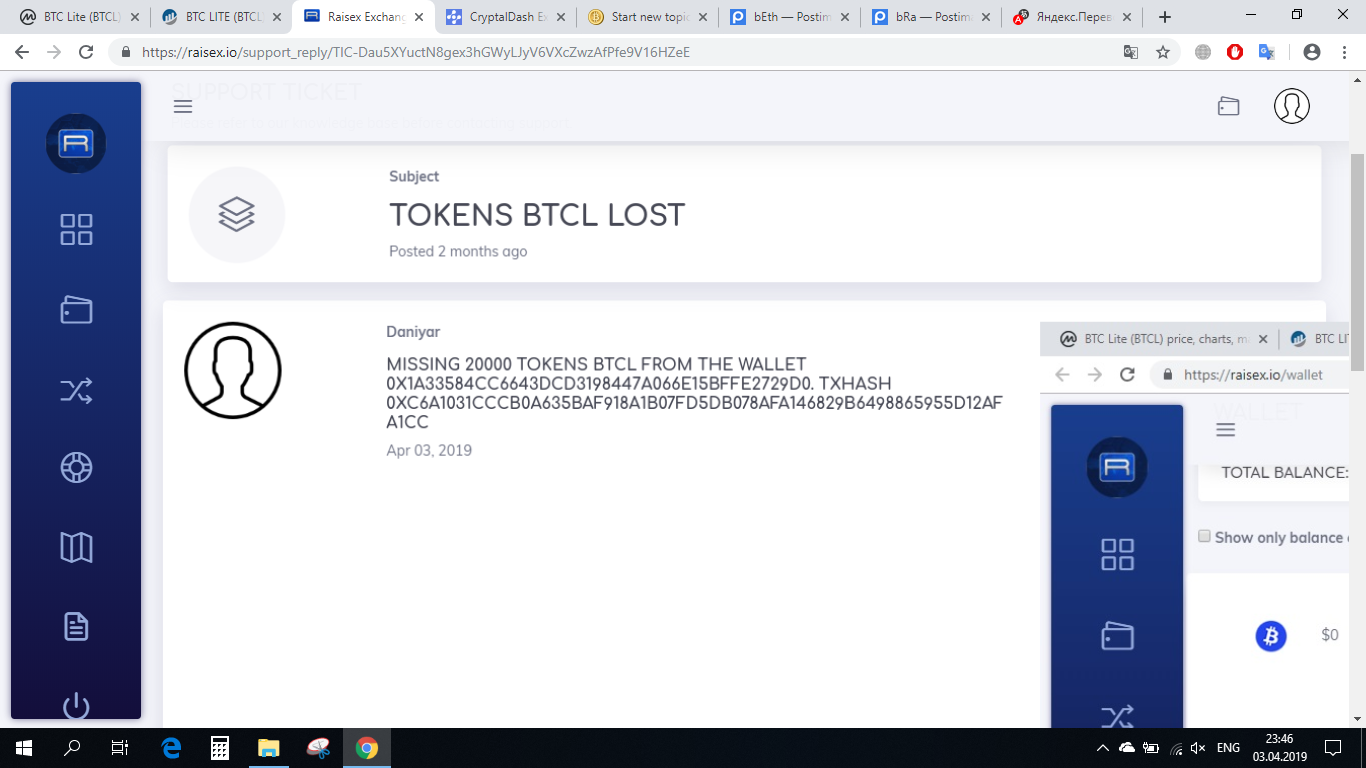 BTC Lite (BTCL)
BTC LITE (BTCL)
Raisex Exchang
CryptalDash Ex
Start new topic
bEth — Postim
bRa — Postima
Яндекс.Перев
https://raisex.io/support_reply/TIC-Dau5XYuctN8gex3hGWyLJyV6VXcZwzAfPfe9V16HZeE
SUPPORT TICKET
Subject
TOKENS BTCL LOST
Posted 2 months ago
Daniyar
MISSING 20000 TOKENS BTCL FROM THE WALLET
0X1A33584CC6643DCD3198447A066E15BFFE2729D0. TXHASH
0XC6A1031CCCB0A635BAF918A1B07FD5DB078AFA146829B6498865955D12AF
A1CC
Apr 03, 2019
BTC Lite (BTCL) price, charts, m
BTC LI
https://raisex.io/wallet
WALLET
TOTAL BALANCE:
Show only balance
$0
ENG
23:46
03.04.2019